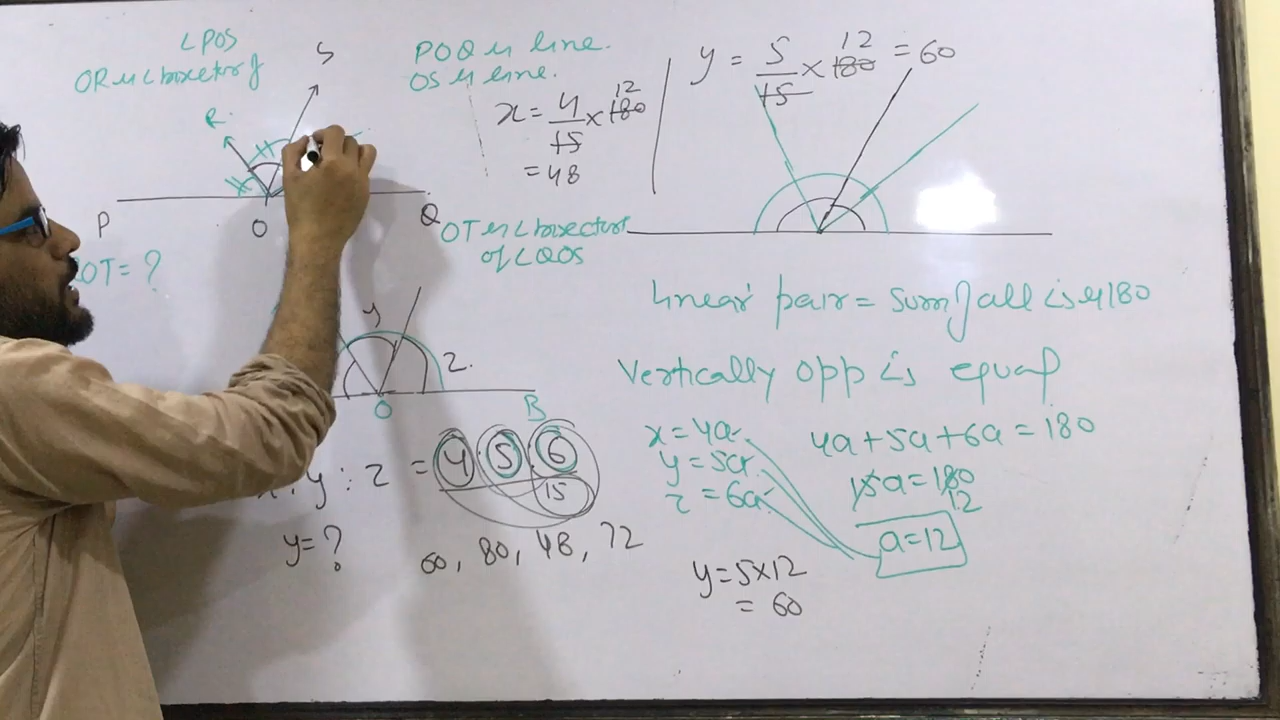 ∠POS
OR is ∠bisector of
S
R
P
O
Q
OT = ?
POQ is line.
OS is line.
x = 4/15 × 180 12
= 48
OT is ∠bisector
of ∠QOS
y = 5/15 × 180 12 = 60
linear pair = sum of all is 180
Vertically opp is equal
y
z.
O
B
: y : z = 4 5 6
15
y = ?
60, 80, 48, 72
x = 4a
y = 5a
z = 6a
4a + 5a + 6a = 180
15a = 180
12
a = 12
y = 5×12
= 60